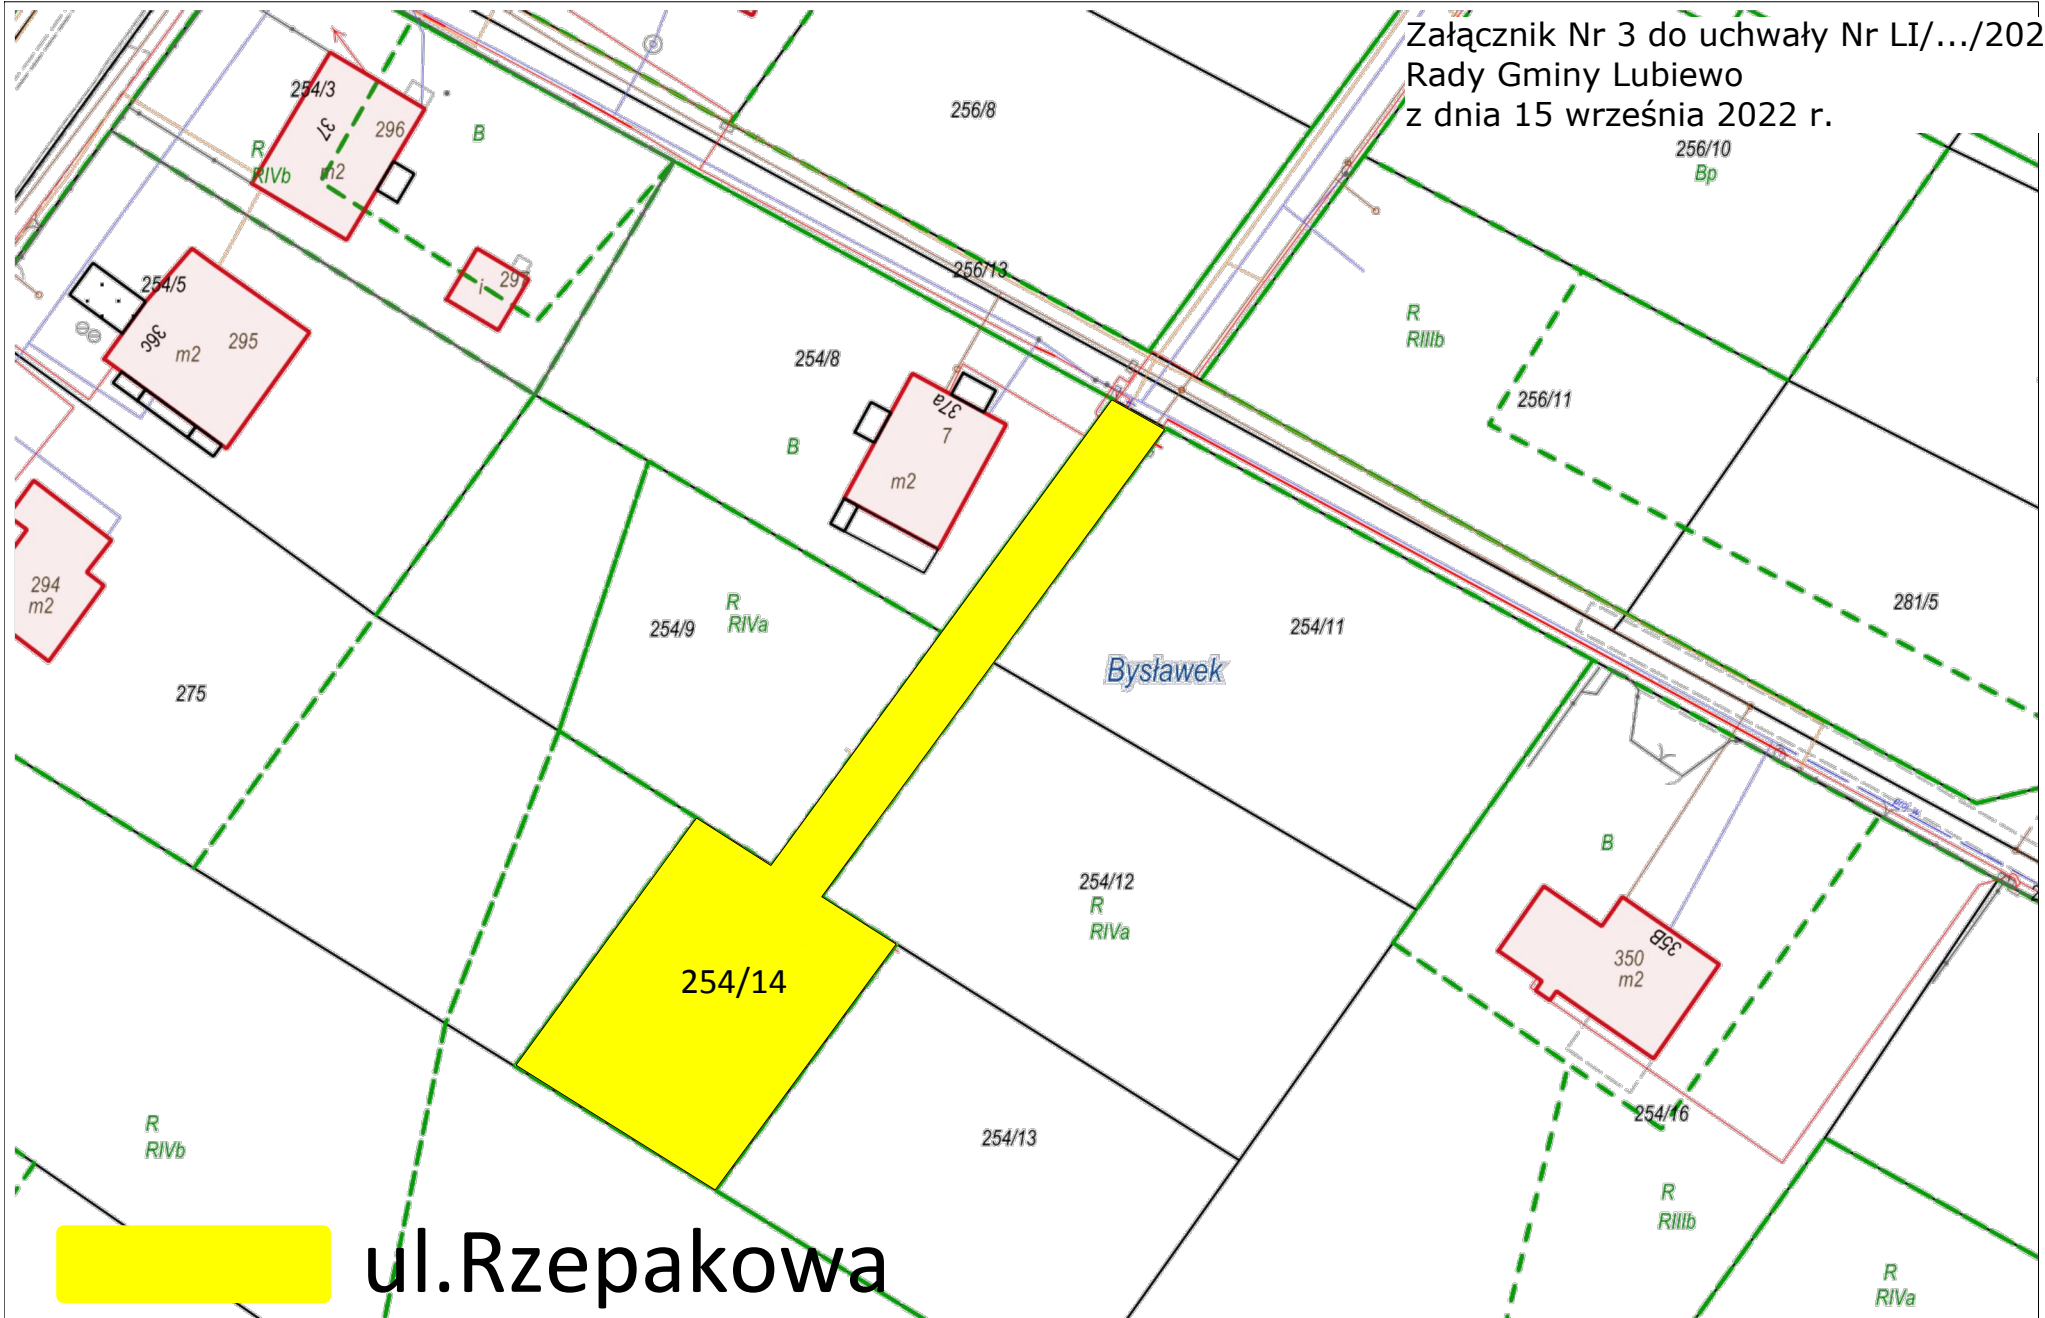 Załącznik Nr 3 do uchwały Nr LI/.../202
Rady Gminy Lubiewo
z dnia 15 września 2022 r.
254/3
37
296
m2
R
RIVb
B
256/8
256/10
Bp
254/5
36c
m2
295
i
256/13
254/8
R
RIIIb
256/11
37a
7
m2
B
294
m2
254/9
R
RIVa
254/11
281/5
Bysławek
275
B
254/12
R
RIVa
35B
350
m2
254/14
254/13
254/16
R
RIVb
R
RIIIb
R
RIVa
ul.Rzepakowa